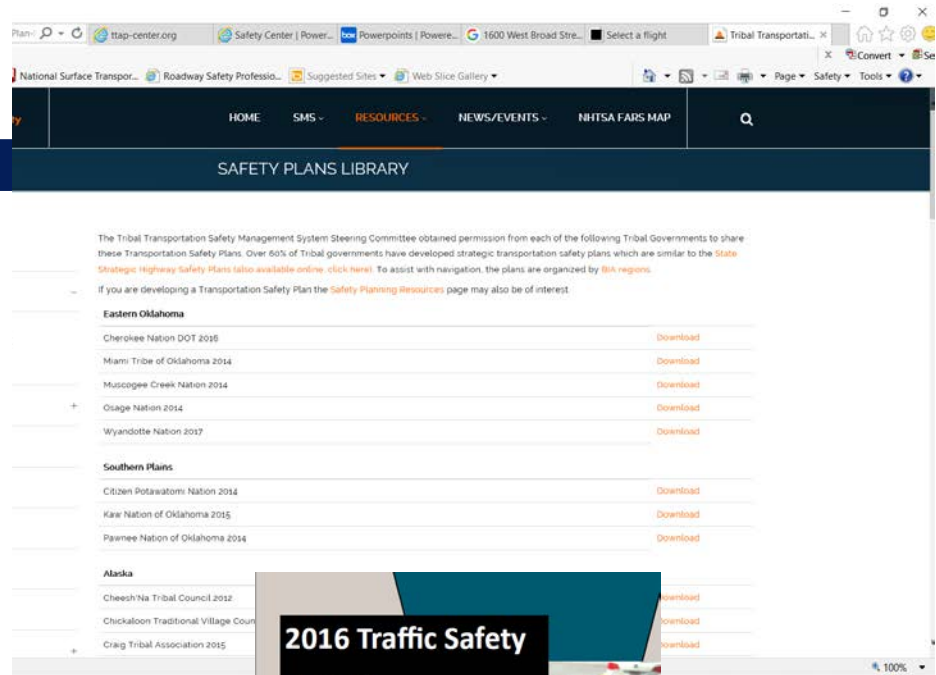 Plan-
ttap-center.org
Safety Center | Power...
box Powerpoints | Powere...
G 1600 West Broad Stre...
Select a flight
Tribal Transportati...
Convert
Se
National Surface Transpor...
Roadway Safety Professio...
Suggested Sites
Web Slice Gallery
Page
Safety
Tools
ty
HOME SMS RESOURCES NEWS/EVENTS NHTSA FARS MAP
SAFETY PLANS LIBRARY
The Tribal Transportation Safety Management System Steering Committee obtained permission from each of the following Tribal Governments to share
these Transportation Safety Plans. Over 60% of Tribal governments have developed strategic transportation safety plans which are similar to the State
Strategic Highway Safety Plans (also available online, click here). To assist with navigation, the plans are organized by BIA regions.
If you are developing a Transportation Safety Plan the Safety Planning Resources page may also be of interest.
Eastern Oklahoma
Cherokee Nation DOT 2016 Download
Miami Tribe of Oklahoma 2014 Download
Muscogee Creek Nation 2014 Download
Osage Nation 2014 Download
Wyandotte Nation 2017 Download
Southern Plains
Citizen Potawatomi Nation 2014 Download
Kaw Nation of Oklahoma 2015 Download
Pawnee Nation of Oklahoma 2014 Download
Alaska
Cheesh'Na Tribal Council 2012 ownload
Chickaloon Traditional Village Coun ownload
Craig Tribal Association 2015 ownload
2016 Traffic Safety
100%